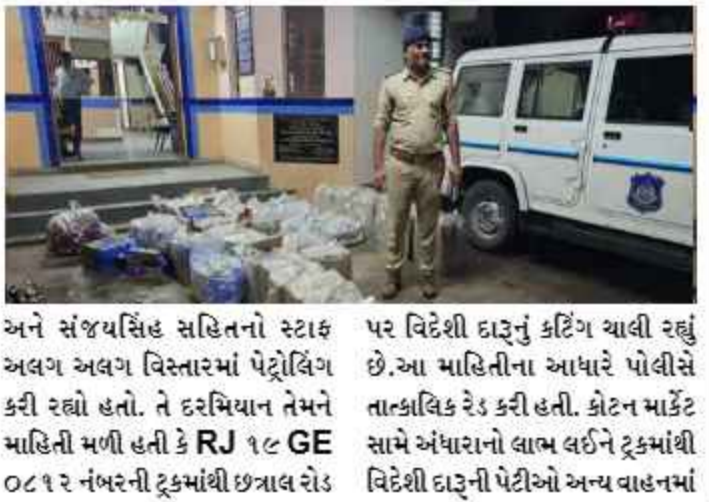 અને સંજયસિંહ સહિતનો સ્ટાફ
અલગ અલગ વિસ્તારમાં પેટ્રોલિંગ
કરી રહ્યો હતો. તે દરમિયાન તેમને
માહિતી મળી હતી કે RJ ૧૯ GE
૦૮૧૨ નંબરની ટ્રકમાંથી છત્રાલ રોડ
પર વિદેશી દારૂનું કટિંગ ચાલી રહ્યું
છે.આ માહિતીના આધારે પોલીસે
તાત્કાલિક રેડ કરી હતી. કોટન માર્કેટ
સામે અંધારાનો લાભ લઈને ટ્રકમાંથી
વિદેશી દારૂની પેટીઓ અન્ય વાહનમાં